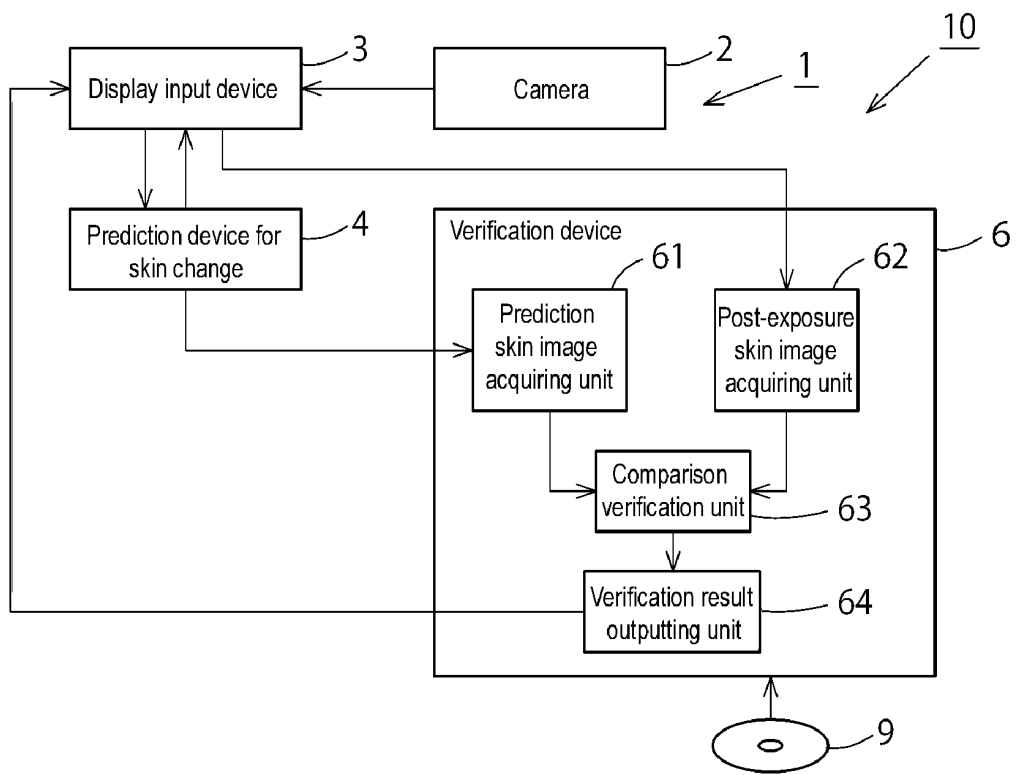 10
3
2
1
Display input device
Camera
4
Prediction device for
skin change
Verification device
6
61
62
Prediction
skin image
acquiring unit
Post-exposure
skin image
acquiring unit
Comparison
verification unit
63
Verification result
outputting unit
64
9